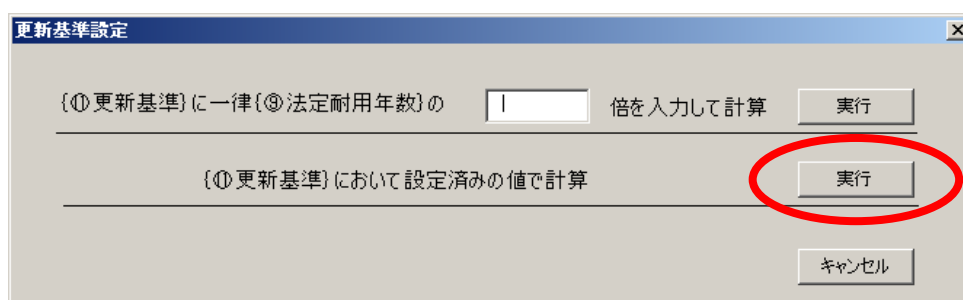 更新基準設定
{①更新基準}に一律{⑨法定耐用年数}の 倍を入力して計算 実行
{①更新基準}において設定済みの値で計算 実行
キャンセル